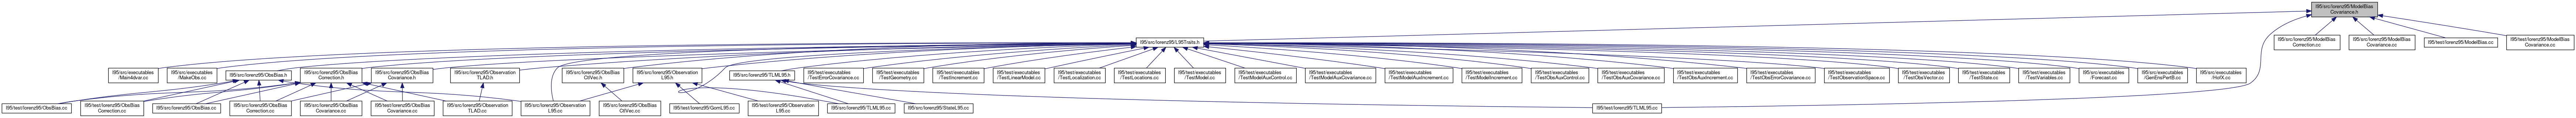 l95/src/lorenz95/ModelBias
Covariance.h
l95/src/lorenz95/L95Traits.h
l95/src/lorenz95/ModelBias
Correction.cc
l95/src/lorenz95/ModelBias
Covariance.cc
l95/test/lorenz95/ModelBias.cc
l95/test/lorenz95/ModelBias
Covariance.cc
l95/src/executables
/Main4dvar.cc
l95/src/executables
MakeObs.cc
l95/src/lorenz95/ObsBias.h
l95/src/lorenz95/ObsBias
Correction.h
l95/src/lorenz95/ObsBias
Covariance.h
l95/src/lorenz95/Observation
TLAD.h
l95/src/lorenz95/ObsBias
CtlVec.h
l95/src/lorenz95/Observation
L95.h
l95/src/lorenz95/TLML95.h
l95/test/executables
/TestErrorCovariance.cc
l95/test/executables
/TestGeometry.cc
l95/test/executables
/TestIncrement.cc
l95/test/executables
/TestLinearModel.cc
l95/test/executables
/TestLocalization.cc
l95/test/executables
/TestLocations.cc
l95/test/executables
/TestModel.cc
l95/test/executables
/TestModelAuxControl.cc
l95/test/executables
/TestModelAuxCovariance.cc
l95/test/executables
/TestModelAuxIncrement.cc
l95/test/executables
/TestModelIncrement.cc
l95/test/executables
/TestObsAuxControl.cc
l95/test/executables
/TestObsAuxCovariance.cc
l95/test/executables
/TestObsAuxIncrement.cc
l95/test/executables
/TestObsErrorCovariance.cc
l95/test/executables
/TestObservationSpace.cc
l95/test/executables
/TestObsVector.cc
l95/test/executables
/TestState.cc
l95/test/executables
/TestVariables.cc
l95/src/executables
/Forecast.cc
l95/src/executables
/GenEnsPertB.cc
l95/src/executables
/HofX.cc
l95/test/lorenz95/ObsBias.cc
l95/test/lorenz95/ObsBias
Correction.cc
l95/src/lorenz95/ObsBias.cc
l95/src/lorenz95/ObsBias
Correction.cc
l95/src/lorenz95/ObsBias
Covariance.cc
l95/test/lorenz95/ObsBias
Covariance.cc
l95/src/lorenz95/Observation
TLAD.cc
l95/src/lorenz95/Observation
L95.cc
l95/src/lorenz95/ObsBias
CtlVec.cc
l95/test/lorenz95/GomL95.cc
l95/test/lorenz95/Observation
L95.cc
l95/src/lorenz95/TLML95.cc
l95/src/lorenz95/StateL95.cc
l95/test/lorenz95/TLML95.cc